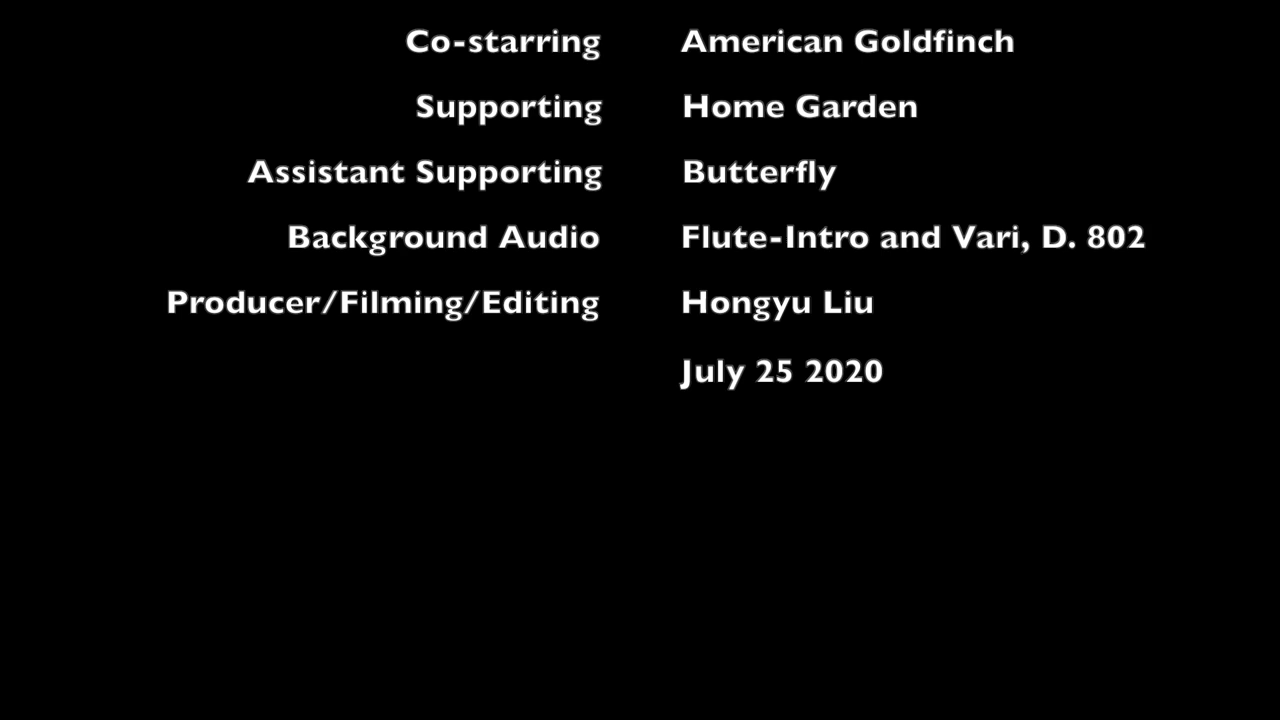 Co-starring American Goldfinch
Supporting Home Garden
Assistant Supporting Butterfly
Background Audio Flute-Intro and Vari, D. 802
Producer/Filming/Editing Hongyu Liu
July 25 2020